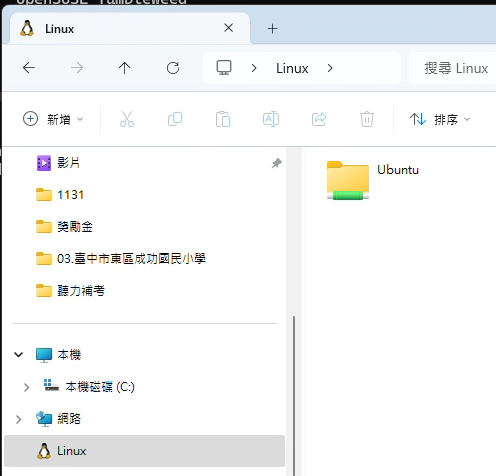 openSUSE Tumbleweed
Linux
Linux
搜尋 Linux
新增
排序
影片
1131
獎勵金
03.臺中市東區成功國民小學
聽力補考
本機
本機磁碟 (C:)
網路
Linux
Ubuntu